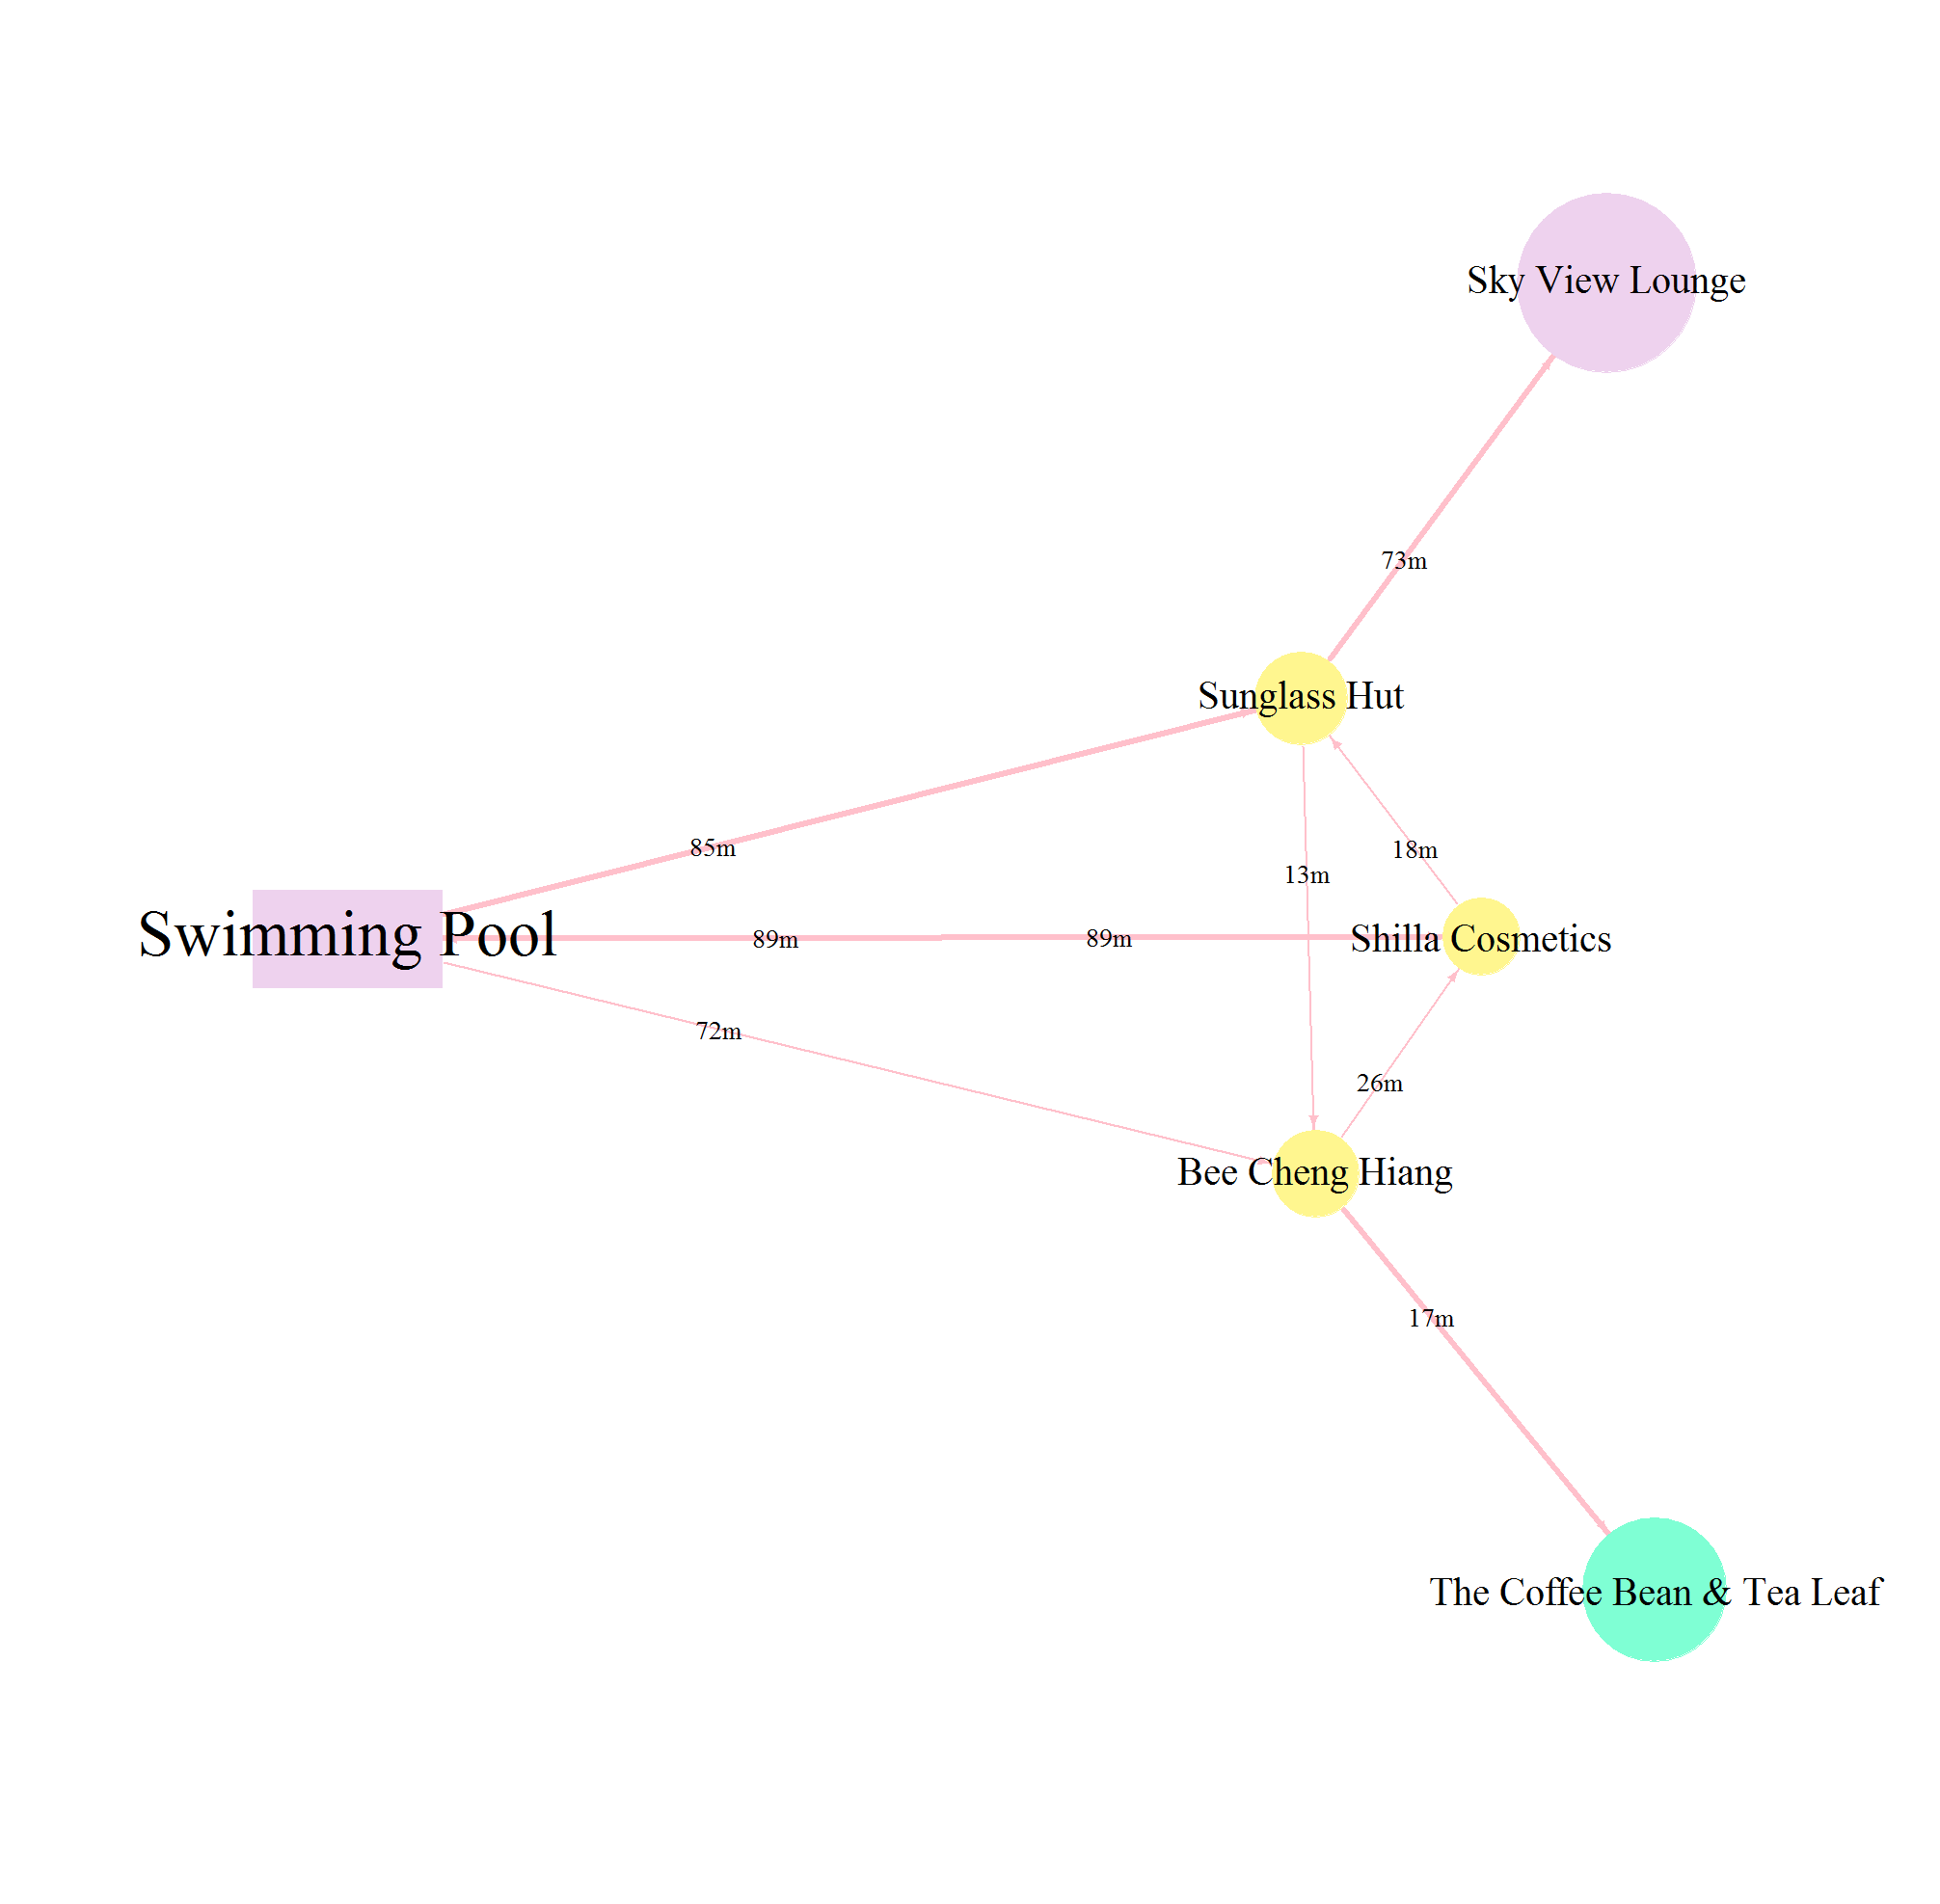 Sky View Lounge
73m
Sunglass Hut
85m
18m
13m
Swimming Pool
89m
89m
Shilla Cosmetics
72m
26m
Bee Cheng Hiang
17m
The Coffee Bean & Tea Leaf